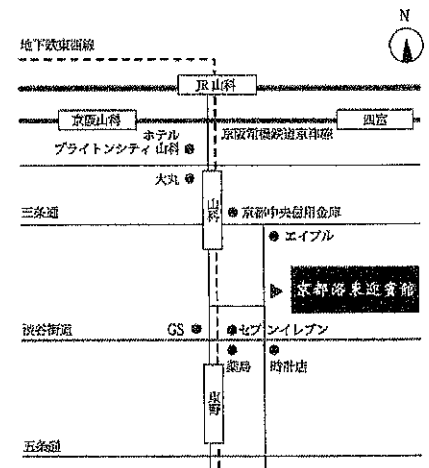 N
地下鉄東西線
JR山科
京阪山科
四宮
ホテル
ブライトンシティ山科
京阪電機鉄道京津線
大丸
山科
京都中央信用金庫
三条通
エイブル
京都洛東迎賓館
渋谷街道
GS
セブンイレブン
薬局
時計店
東野
五条通